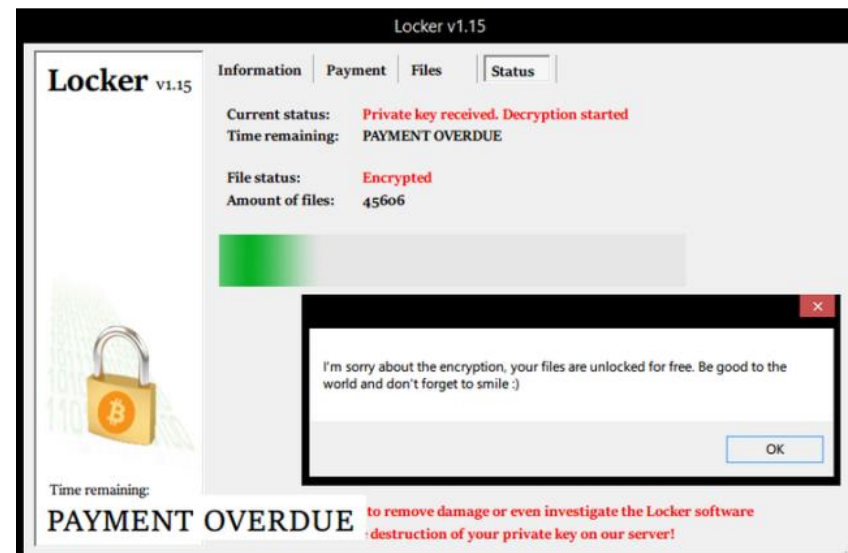 Locker v1.15
Locker v1.15
Information Payment Files Status
Current status: Private key received. Decryption started
Time remaining: PAYMENT OVERDUE
File status: Encrypted
Amount of files: 45606
I'm sorry about the encryption, your files are unlocked for free. Be good to the
world and don't forget to smile :)
OK
Time remaining:
PAYMENT OVERDUE
to remove damage or even investigate the Locker software
destruction of your private key on our server!